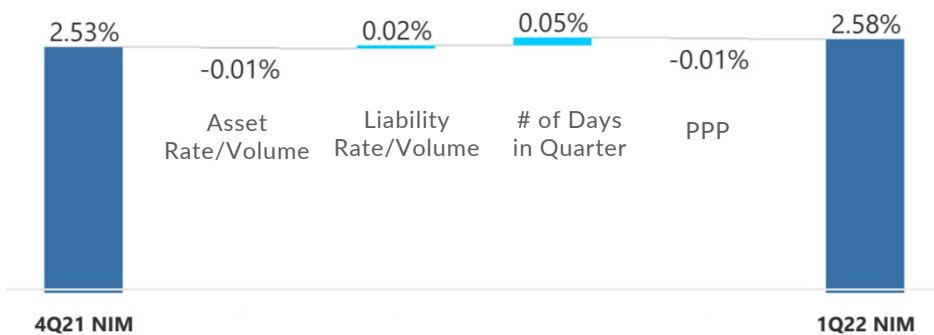 2.53%
-0.01%
0.02%
0.05%
-0.01%
2.58%
Asset
Rate/Volume
Liability
Rate/Volume
# of Days
in Quarter
PPP
4Q21 NIM
1Q22 NIM